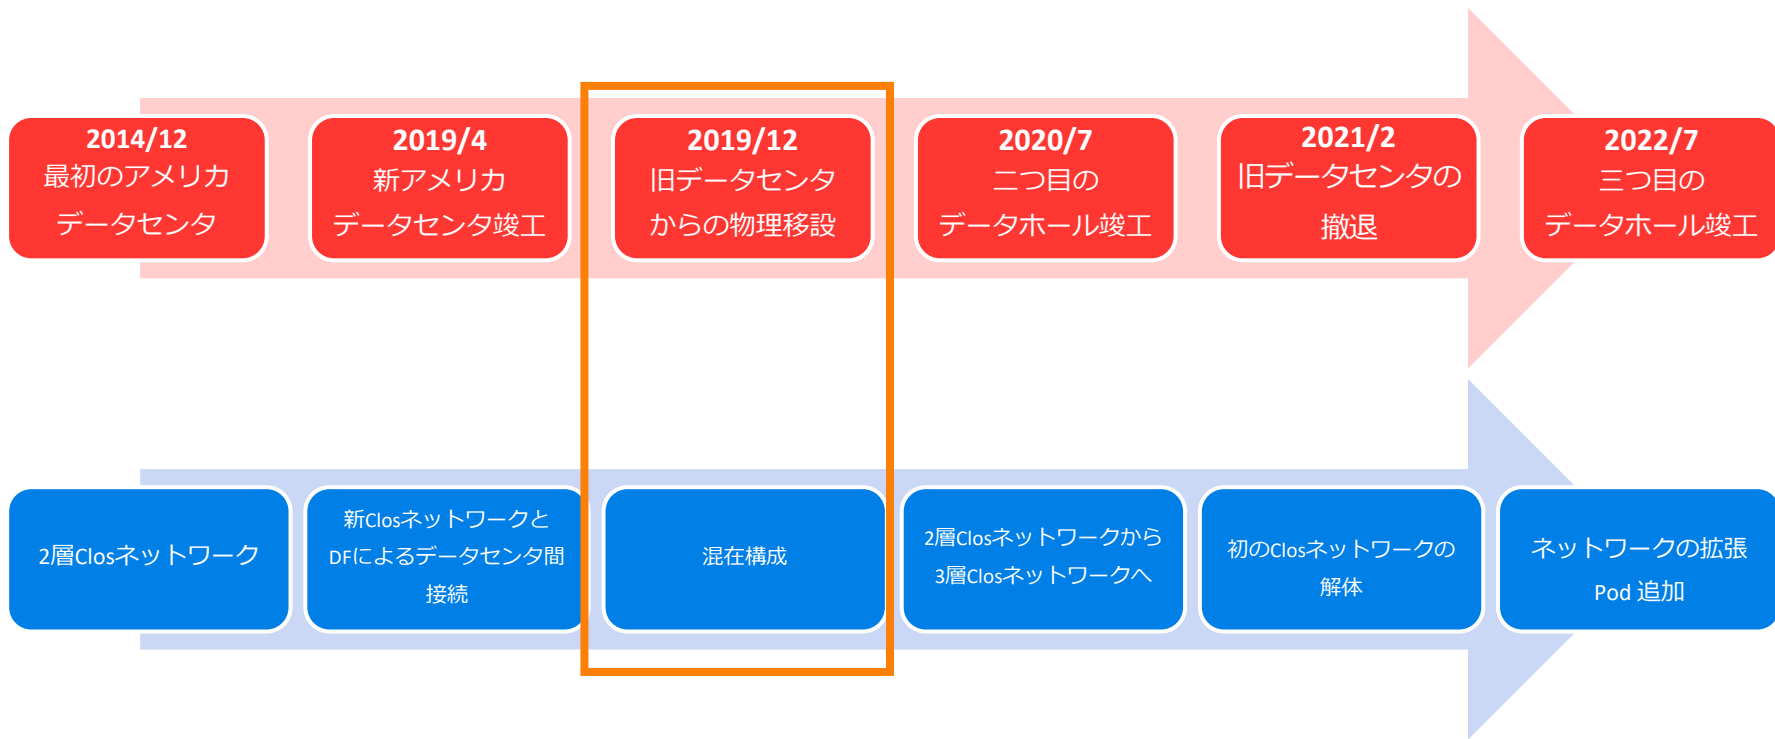 2014/12
最初のアメリカ
データセンタ
2019/4
新アメリカ
データセンタ竣工
2019/12
旧データセンタ
からの物理移設
2020/7
二つ目の
データホール竣工
2021/2
旧データセンタの
撤退
2022/7
三つ目の
データホール竣工
2層Closネットワーク
新Closネットワークと
DFによるデータセンタ間
接続
混在構成
2層Closネットワークから
3層Closネットワークへ
初のClosネットワークの
解体
ネットワークの拡張
Pod 追加